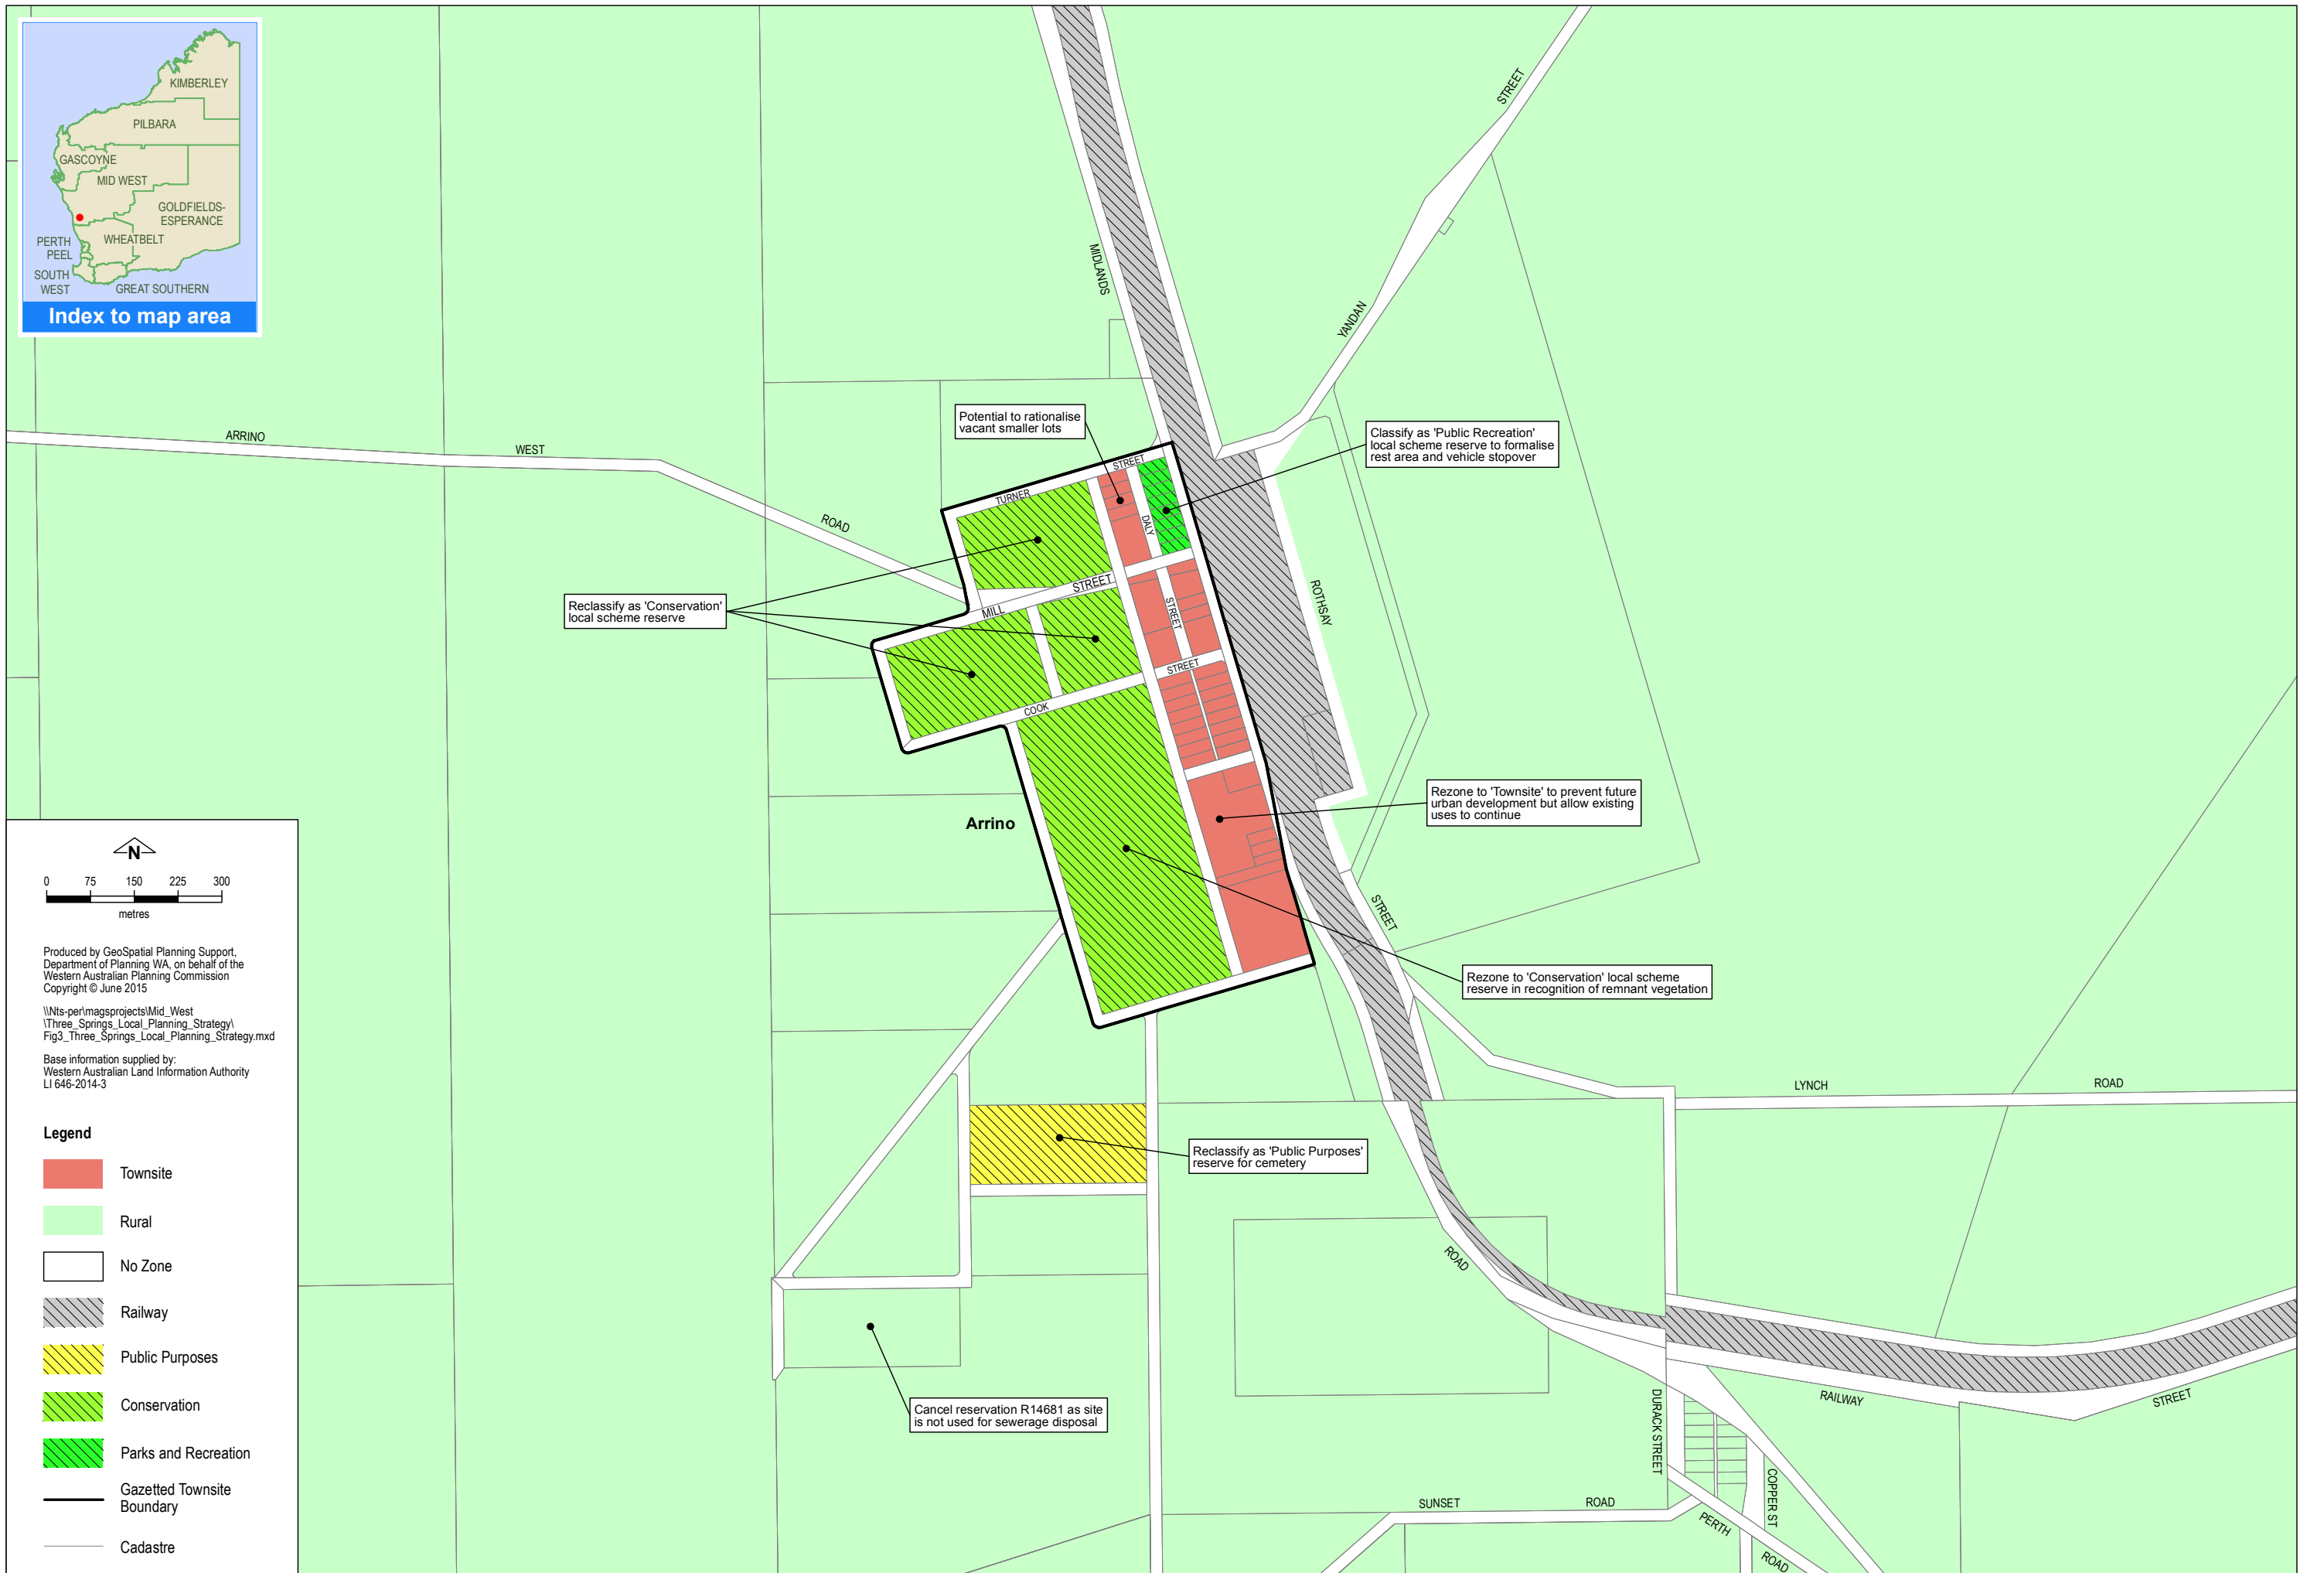 KIMBERLEY
PILBARA
GASCOYNE
MID WEST
GOLDFIELDS-
ESPERANCE
WHEATBELT
PERTH
PEEL
SOUTH
WEST
GREAT SOUTHERN
Index to map area
STREET
MIDLANDS
YANDAN
ARRINO
WEST
ROAD
Potential to rationalise
vacant smaller lots
Classify as 'Public Recreation'
local scheme reserve to formalise
rest area and vehicle stopover
TURNER
STREET
DALY
STREET
MILL
STREET
Reclassify as 'Conservation'
local scheme reserve
ROTHSAY
STREET
COOK
STREET
Arrino
Rezone to 'Townsite' to prevent future
urban development but allow existing
uses to continue
Rezone to 'Conservation' local scheme
reserve in recognition of remnant vegetation
LYNCH
ROAD
Reclassify as 'Public Purposes'
reserve for cemetery
ROAD
Cancel reservation R14681 as site
is not used for sewerage disposal
RAILWAY
STREET
DURACK STREET
COPPER ST
SUNSET
ROAD
PERTH
ROAD
N
0 75 150 225 300
metres
Produced by GeoSpatial Planning Support,
Department of Planning WA, on behalf of the
Western Australian Planning Commission
Copyright © June 2015
\\Nts-per\magsprojects\Mid_West
\Three_Springs_Local_Planning_Strategy\
Fig3_Three_Springs_Local_Planning_Strategy.mxd
Base information supplied by:
Western Australian Land Information Authority
LI 646-2014-3
Legend
Townsite
Rural
No Zone
Railway
Public Purposes
Conservation
Parks and Recreation
Gazetted Townsite
Boundary
Cadastre